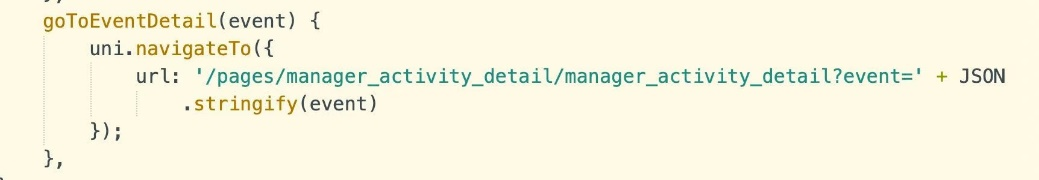 goToEventDetail(event) {
uni.navigateTo({
url: '/pages/manager_activity_detail/manager_activity_detail?event=' + JSON
.stringify(event)
});
},